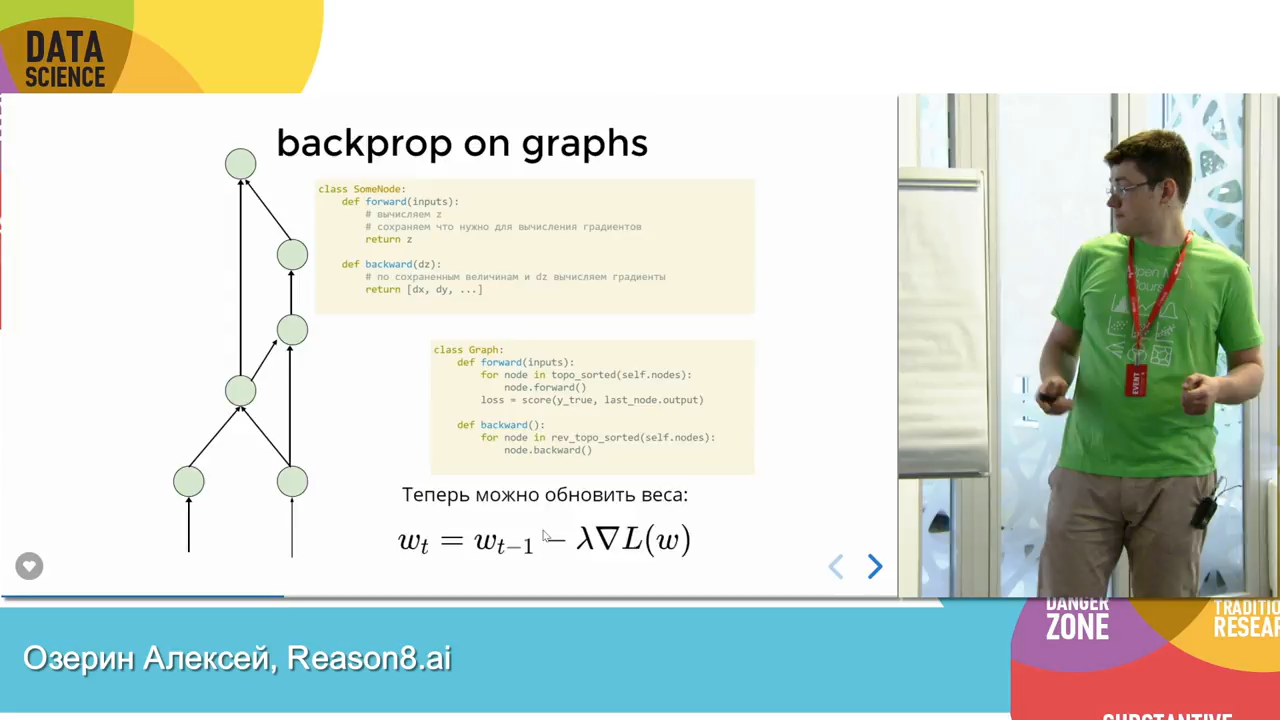 DATA
SCIENCE
backprop on graphs
class SomeNode:
def forward(inputs):
# вычисляем z
# сохраняем что нужно для вычисления градиентов
return z
def backward(dz):
# по сохраненным величинам и dz вычисляем градиенты
return [dx, dy, ...]
class Graph:
def forward(inputs):
for node in topo_sorted(self.nodes):
node.forward()
loss = score(y_true, last_node.output)
def backward():
for node in rev_topo_sorted(self.nodes):
node.backward()
Теперь можно обновить веса:
w_t = w_{t-1} − λ∇L(w)
Open
EVENT
DANGER
ZONE
TRADITIO
RESEAR
SUBSTANTIVE
Озерин Алексей, Reason8.ai